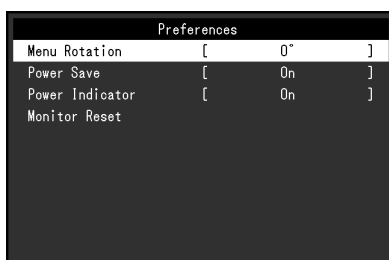 Preferences
Menu Rotation [ 0° ]
Power Save [ On ]
Power Indicator [ On ]
Monitor Reset